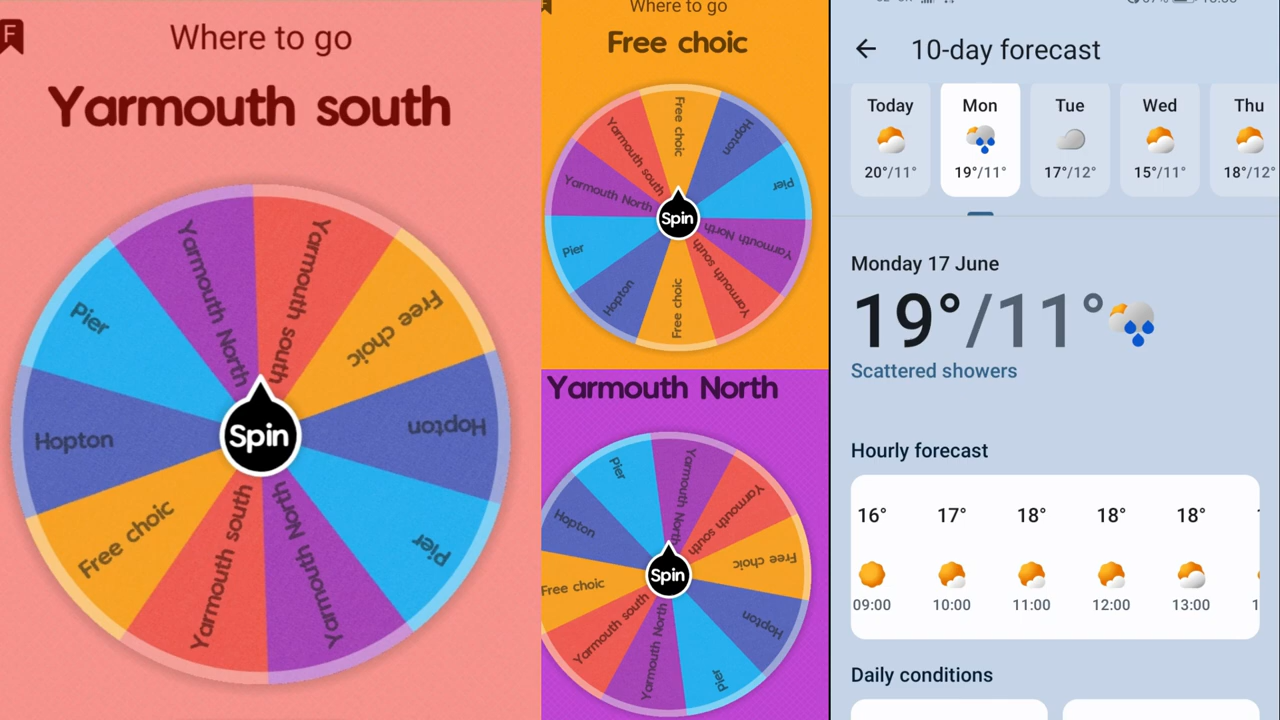 F
Where to go
Yarmouth south
Yarmouth North
Yarmouth south
Free choic
Hopton
Pier
Yarmouth North
Yarmouth south
Free choic
Hopton
Pier
Spin
Where to go
Free choic
Free choic
Hopton
Pier
Yarmouth North
Yarmouth south
Free choic
Hopton
Pier
Yarmouth North
Yarmouth south
Spin
Yarmouth North
Yarmouth North
Yarmouth south
Free choic
Hopton
Pier
Yarmouth North
Yarmouth south
Free choic
Hopton
Pier
Spin
10-day forecast
Today Mon Tue Wed Thu
20°/11° 19°/11° 17°/12° 15°/11° 18°/12°
Monday 17 June
19°/11°
Scattered showers
Hourly forecast
16° 17° 18° 18° 18°
09:00 10:00 11:00 12:00 13:00
Daily conditions